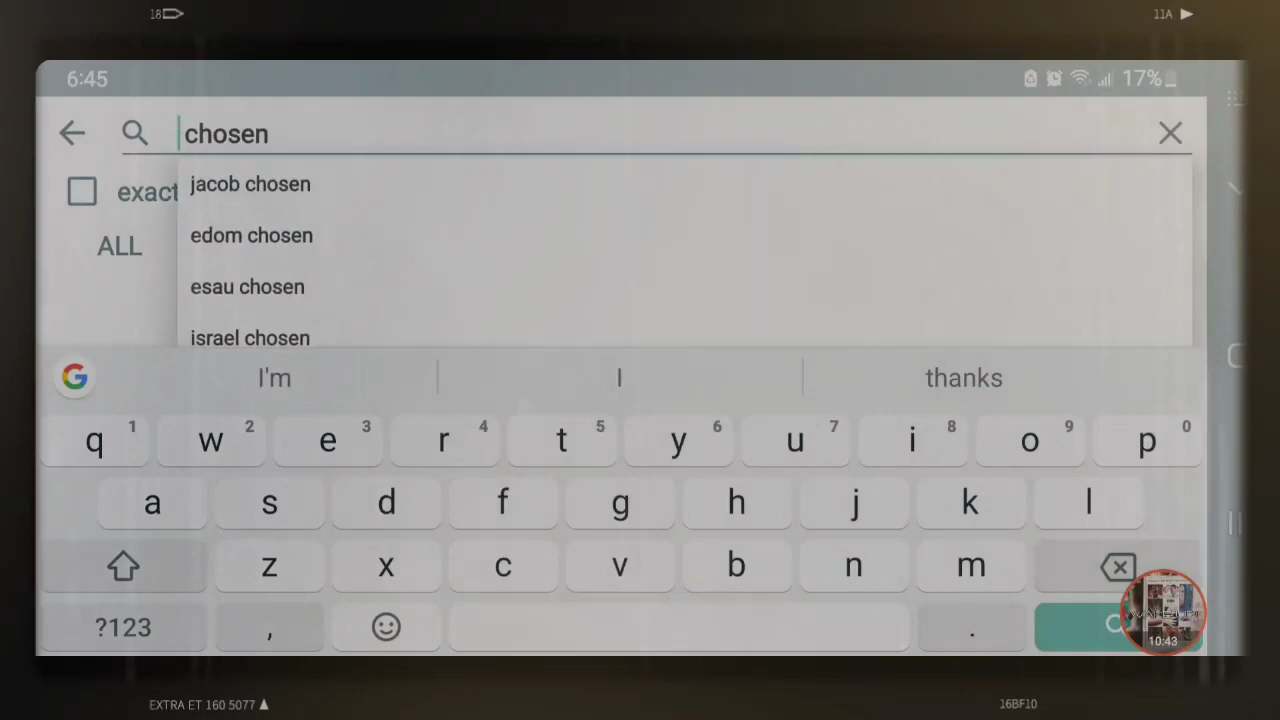 18
11A
6:45
17%
chosen
exact
jacob chosen
ALL
edom chosen
esau chosen
israel chosen
I'm
I
thanks
q 1 w 2 e 3 r 4 t 5 y 6 u 7 i 8 o 9 p 0
a s d f g h j k l
z x c v b n m
?123 , .
10:43
EXTRA ET 160 5077
16BF10